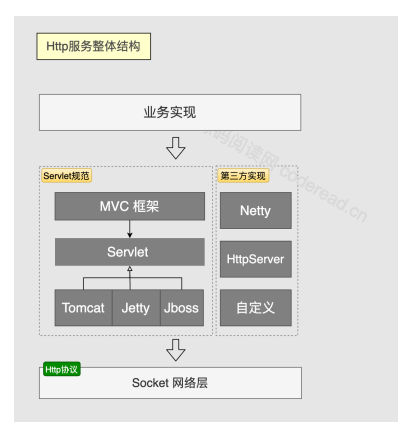 Http服务整体结构
业务实现
源码阅读网 coderead.cn
Servlet规范
第三方实现
MVC 框架
Netty
Servlet
HttpServer
Tomcat
Jetty
Jboss
自定义
Http协议
Socket 网络层